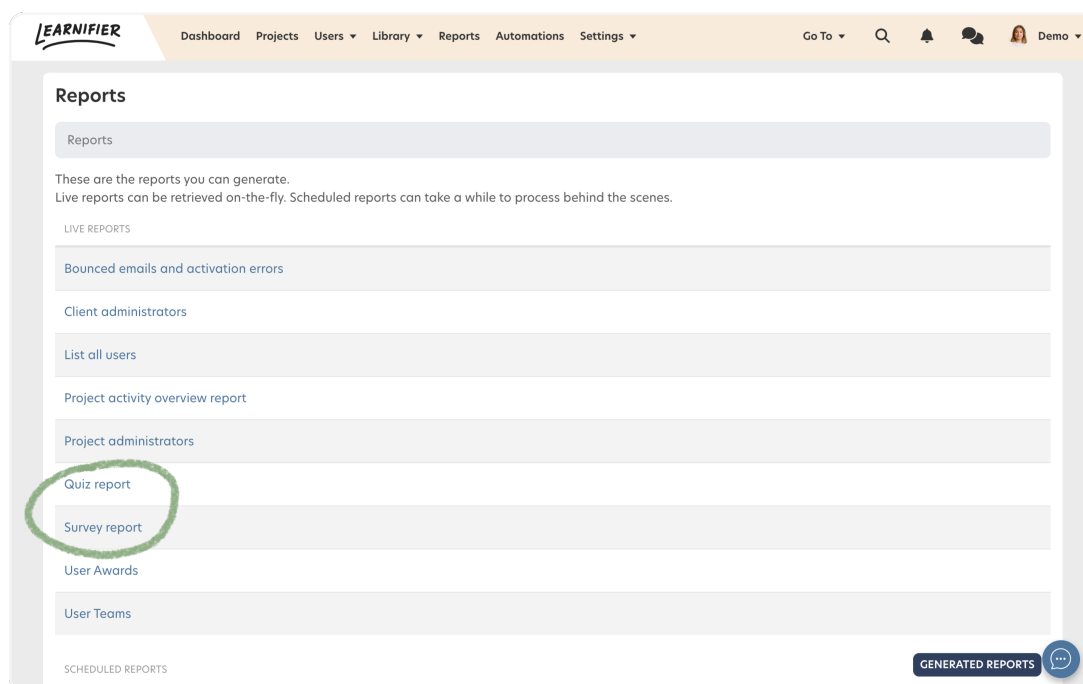 LEARNIFIER
Dashboard Projects Users Library Reports Automations Settings Go To Demo
Reports
Reports
These are the reports you can generate.
Live reports can be retrieved on-the-fly. Scheduled reports can take a while to process behind the scenes.
LIVE REPORTS
Bounced emails and activation errors
Client administrators
List all users
Project activity overview report
Project administrators
Quiz report
Survey report
User Awards
User Teams
SCHEDULED REPORTS GENERATED REPORTS